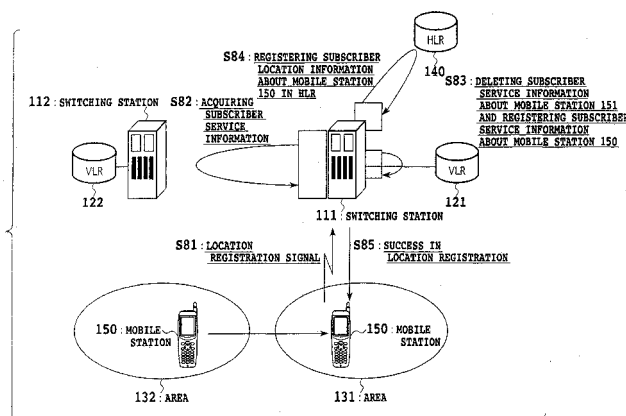 HLR
140
S84 : REGISTERING SUBSCRIBER
LOCATION INFORMATION
ABOUT MOBILE STATION
150 IN HLR
S83 : DELETING SUBSCRIBER
SERVICE INFORMATION
ABOUT MOBILE STATION 151
AND REGISTERING SUBSCRIBER
SERVICE INFORMATION
ABOUT MOBILE STATION 150
112 : SWITCHING STATION
S82 : ACQUIRING
SUBSCRIBER
SERVICE
INFORMATION
VLR
122
VLR
121
111 : SWITCHING STATION
S81 : LOCATION
REGISTRATION SIGNAL
S85 : SUCCESS IN
LOCATION REGISTRATION
150 : MOBILE
STATION
150 : MOBILE
STATION
132 : AREA
131 : AREA